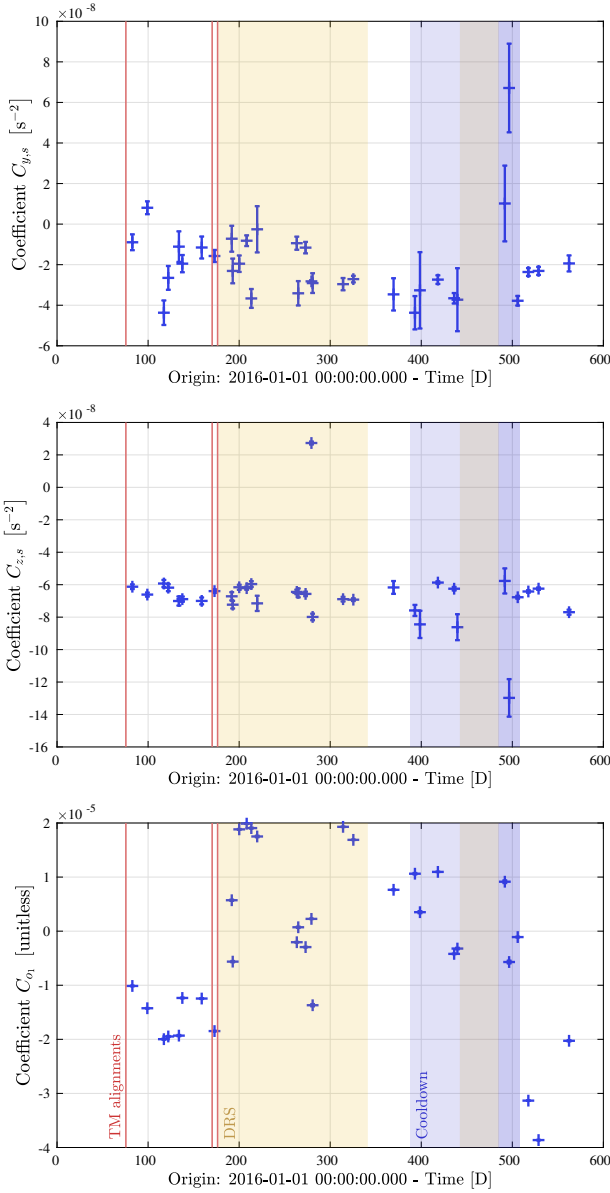 × 10⁻⁸
10
8
6
4
2
0
-2
-4
-6
Coefficient C_{y,s} [s⁻²]
0 100 200 300 400 500 600
Origin: 2016-01-01 00:00:00.000 - Time [D]
× 10⁻⁸
4
2
0
-2
-4
-6
-8
-10
-12
-14
-16
Coefficient C_{z,s} [s⁻²]
0 100 200 300 400 500 600
Origin: 2016-01-01 00:00:00.000 - Time [D]
× 10⁻⁵
2
1
0
-1
-2
-3
-4
Coefficient C_{o₁} [unitless]
TM alignments
DRS
Cooldown
0 100 200 300 400 500 600
Origin: 2016-01-01 00:00:00.000 - Time [D]